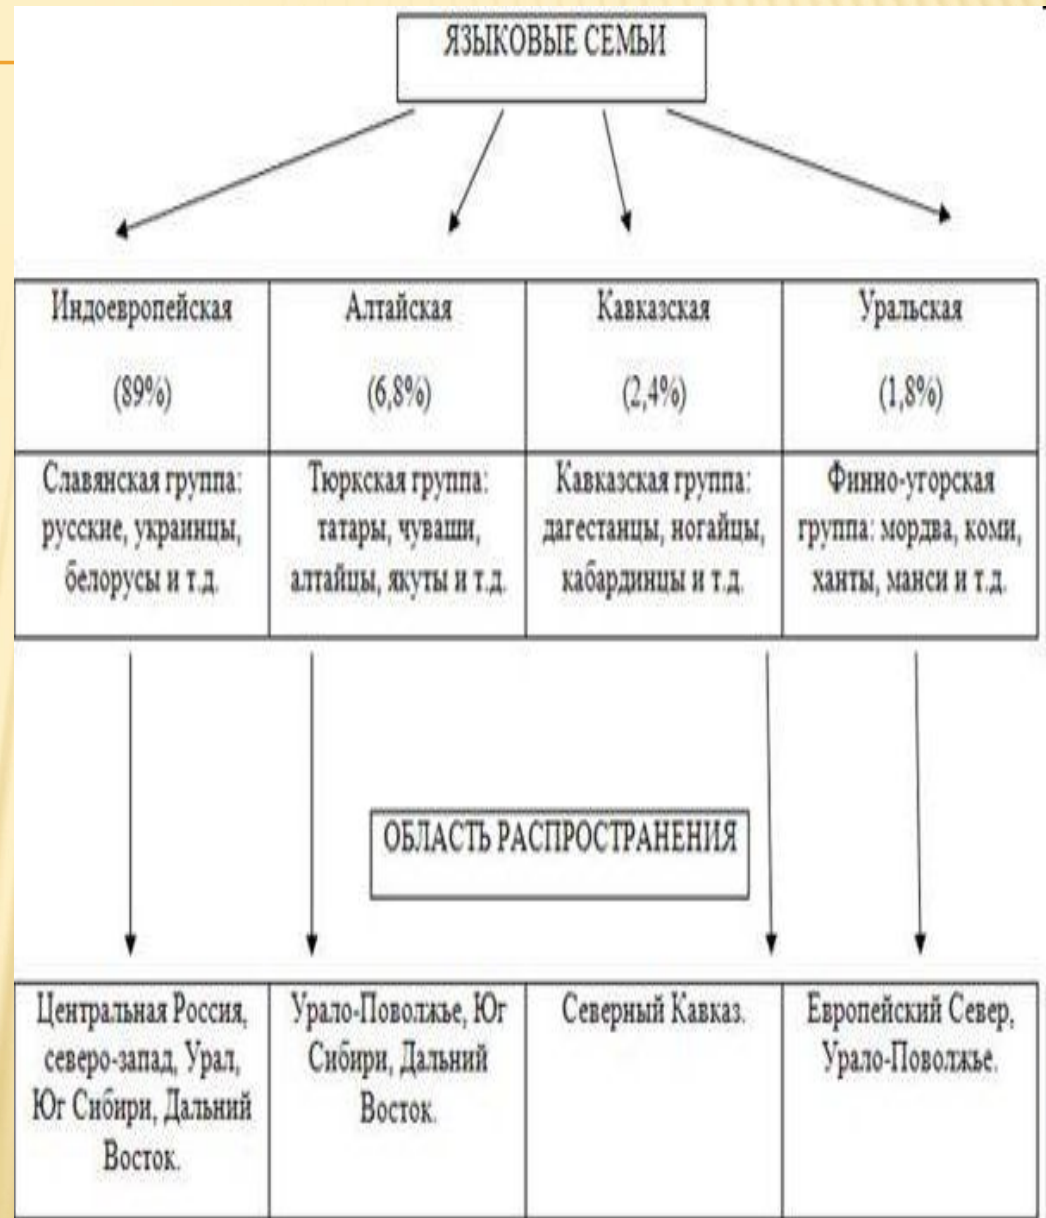 ЯЗЫКОВЫЕ СЕМЬИ
Индоевропейская
(89%)
Алтайская
(6,8%)
Кавказская
(2,4%)
Уральская
(1,8%)
Славянская группа:
русские, украинцы,
белорусы и т.д.
Тюркская группа:
татары, чуваши,
алтайцы, якуты и т.д.
Кавказская группа:
дагестанцы, ногайцы,
кабардинцы и т.д.
Финно-угорская
группа: мордва, коми,
ханты, манси и т.д.
ОБЛАСТЬ РАСПРОСТРАНЕНИЯ
Центральная Россия,
северо-запад, Урал,
Юг Сибири, Дальний
Восток.
Урало-Поволжье, Юг
Сибири, Дальний
Восток.
Северный Кавказ.
Европейский Север,
Урало-Поволжье.